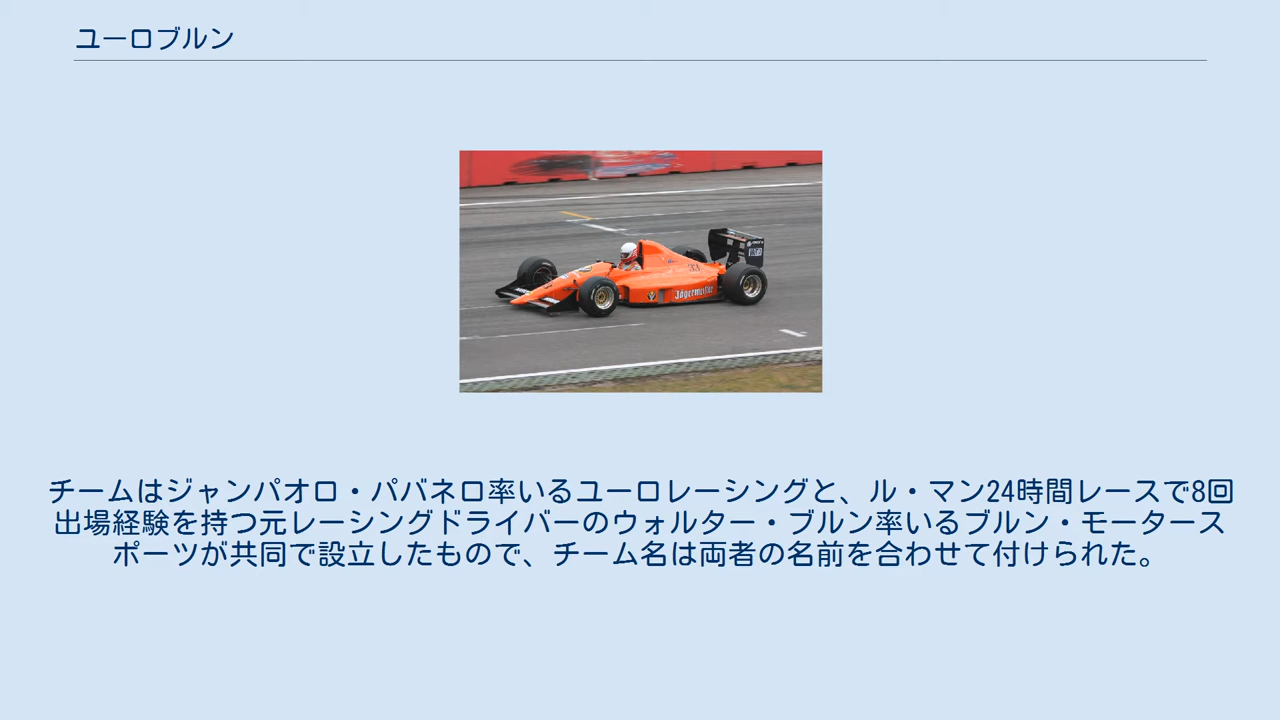 ユーロブルン
33
Jägermeister
チームはジャンパオロ・パバネロ率いるユーロレーシングと、ル・マン24時間レースで8回
出場経験を持つ元レーシングドライバーのウォルター・ブルン率いるブルン・モータース
ポーツが共同で設立したもので、チーム名は両者の名前を合わせて付けられた。